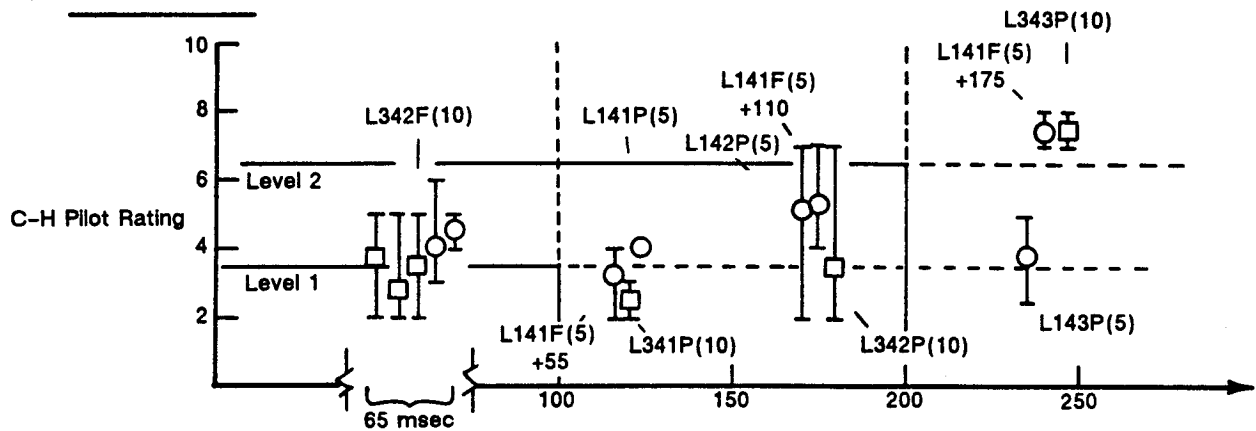 L343P(10)
10
L141F(5)
+175
L141F(5)
+110
8
L342F(10)
L141P(5)
L142P(5)
6
Level 2
C-H Pilot Rating
4
Level 1
2
L141F(5)
+55
L341P(10)
L342P(10)
L143P(5)
65 msec
100
150
200
250